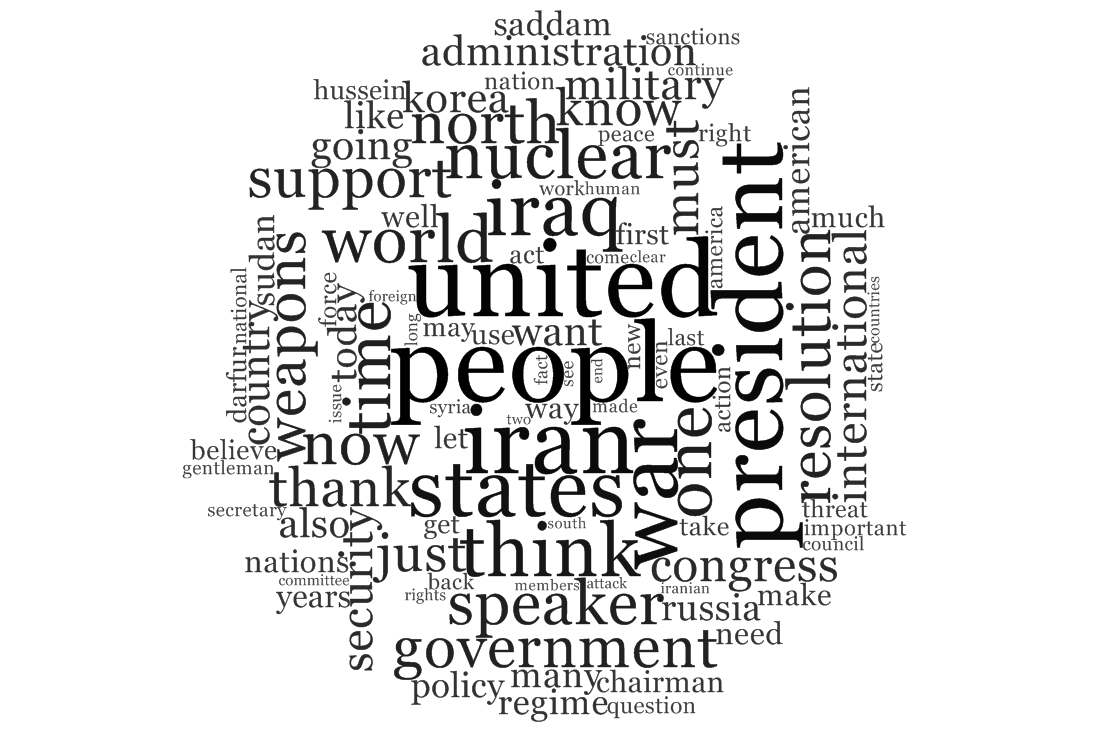 saddam
sanctions
administration
continue
nation
military
hussein
korea
know
like
north
peace
right
american
going
nuclear
must
support
work
human
president
iraq
well
world
first
much
sudan
act
come
clear
america
weapons
united
resolution
international
national
force
foreign
today
countries
country
time
long
may
use
want
new
even
last
state
darfur
people
fact
see
end
action
issue
syria
two
way
made
now
let
iran
war
one
believe
gentleman
thank
states
secretary
also
get
south
take
threat
important
council
security
just
think
nations
congress
committee
back
members
attack
iranian
years
rights
speaker
russia
make
government
need
policy
many
chairman
regime
question